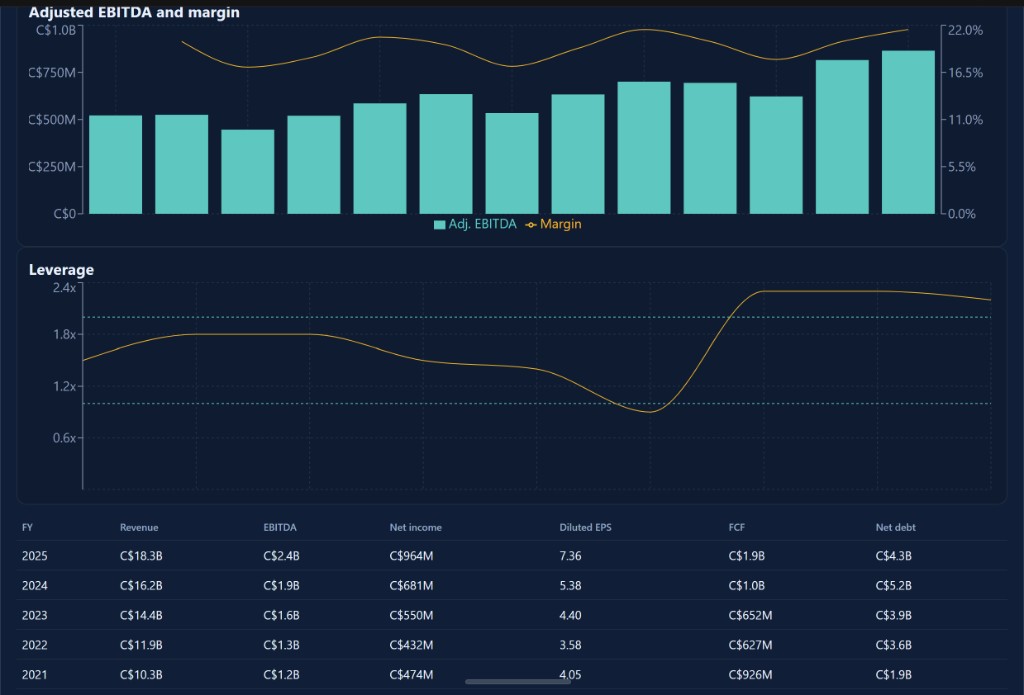 Adjusted EBITDA and margin
C$1.0B 22.0%
C$750M 16.5%
C$500M 11.0%
C$250M 5.5%
C$0 0.0%
Adj. EBITDA Margin
Leverage
2.4x
1.8x
1.2x
0.6x
FY Revenue EBITDA Net income Diluted EPS FCF Net debt
2025 C$18.3B C$2.4B C$964M 7.36 C$1.9B C$4.3B
2024 C$16.2B C$1.9B C$681M 5.38 C$1.0B C$5.2B
2023 C$14.4B C$1.6B C$550M 4.40 C$652M C$3.9B
2022 C$11.9B C$1.3B C$432M 3.58 C$627M C$3.6B
2021 C$10.3B C$1.2B C$474M 4.05 C$926M C$1.9B